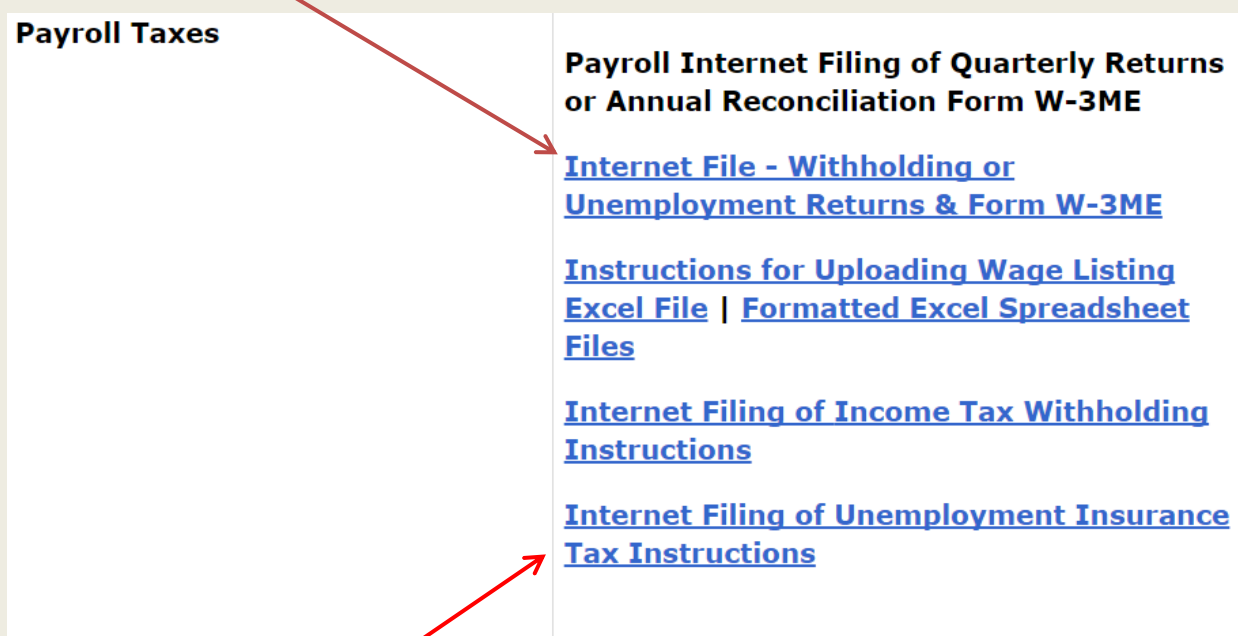 Payroll Taxes
Payroll Internet Filing of Quarterly Returns
or Annual Reconciliation Form W-3ME
Internet File - Withholding or
Unemployment Returns & Form W-3ME
Instructions for Uploading Wage Listing
Excel File | Formatted Excel Spreadsheet
Files
Internet Filing of Income Tax Withholding
Instructions
Internet Filing of Unemployment Insurance
Tax Instructions